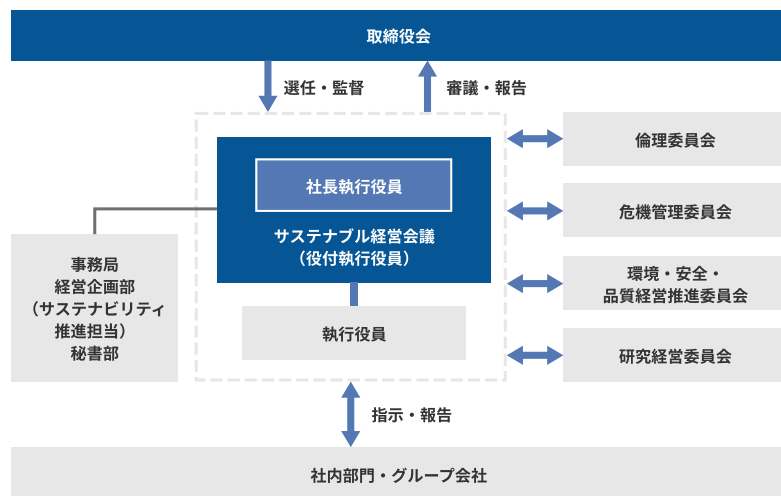 取締役会
選任・監督
審議・報告
社長執行役員
サステナブル経営会議
（役付執行役員）
執行役員
事務局
経営企画部
（サステナビリティ
推進担当）
秘書部
倫理委員会
危機管理委員会
環境・安全・
品質経営推進委員会
研究経営委員会
指示・報告
社内部門・グループ会社